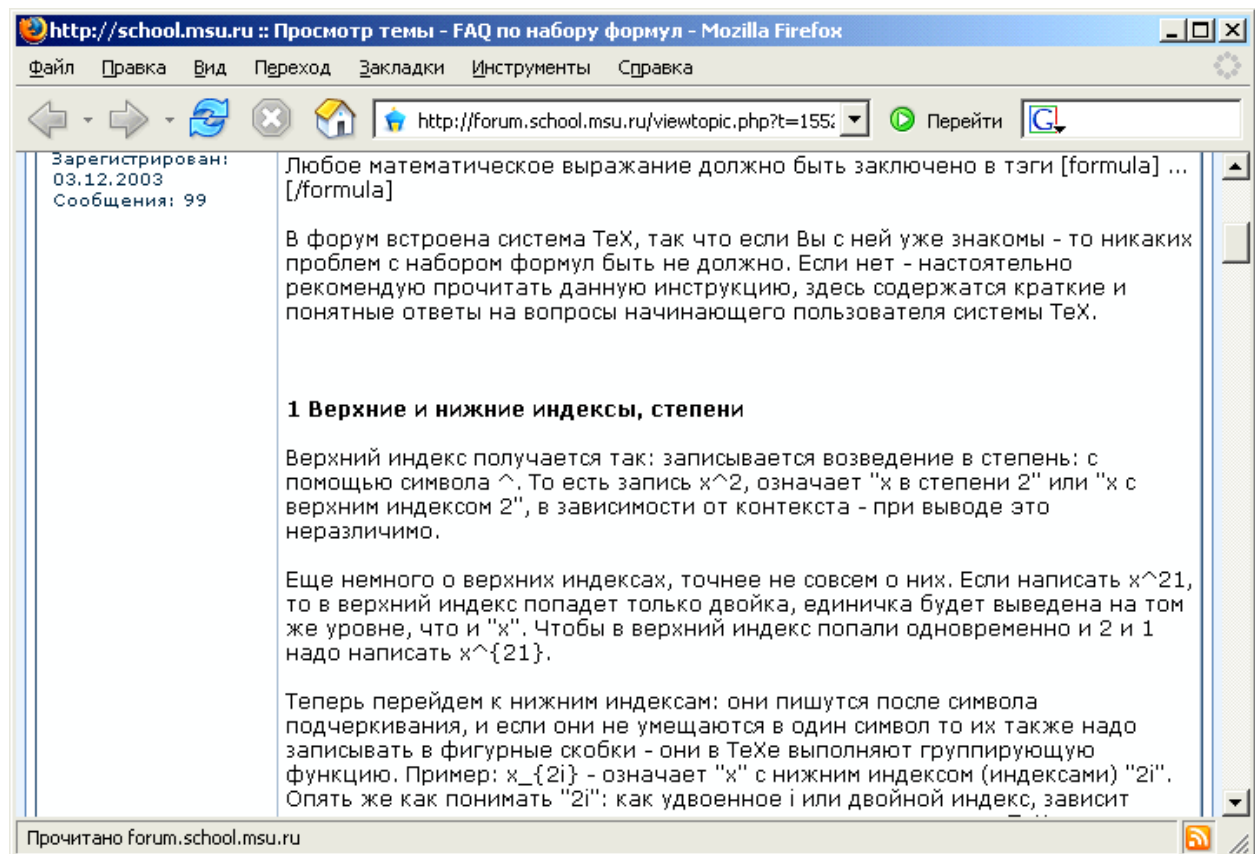 http://school.msu.ru :: Просмотр темы - FAQ по набору формул - Mozilla Firefox
Файл Правка Вид Переход Закладки Инструменты Справка
http://forum.school.msu.ru/viewtopic.php?t=155 Перейти G
Зарегистрирован:
03.12.2003
Сообщения: 99
Любое математическое выражание должно быть заключено в тэги [formula] ...
[/formula]
В форум встроена система TeX, так что если Вы с ней уже знакомы - то никаких
проблем с набором формул быть не должно. Если нет - настоятельно
рекомендую прочитать данную инструкцию, здесь содержатся краткие и
понятные ответы на вопросы начинающего пользователя системы TeX.
1 Верхние и нижние индексы, степени
Верхний индекс получается так: записывается возведение в степень: с
помощью символа ^. То есть запись x^2, означает "x в степени 2" или "x с
верхним индексом 2", в зависимости от контекста - при выводе это
неразличимо.
Еще немного о верхних индексах, точнее не совсем о них. Если написать x^21,
то в верхний индекс попадет только двойка, единичка будет выведена на том
же уровне, что и "x". Чтобы в верхний индекс попали одновременно и 2 и 1
надо написать x^{21}.
Теперь перейдем к нижним индексам: они пишутся после символа
подчеркивания, и если они не умещаются в один символ то их также надо
записывать в фигурные скобки - они в TeXе выполняют группирующую
функцию. Пример: x_{2i} - означает "x" с нижним индексом (индексами) "2i".
Опять же как понимать "2i": как удвоенное i или двойной индекс, зависит
Прочитано forum.school.msu.ru